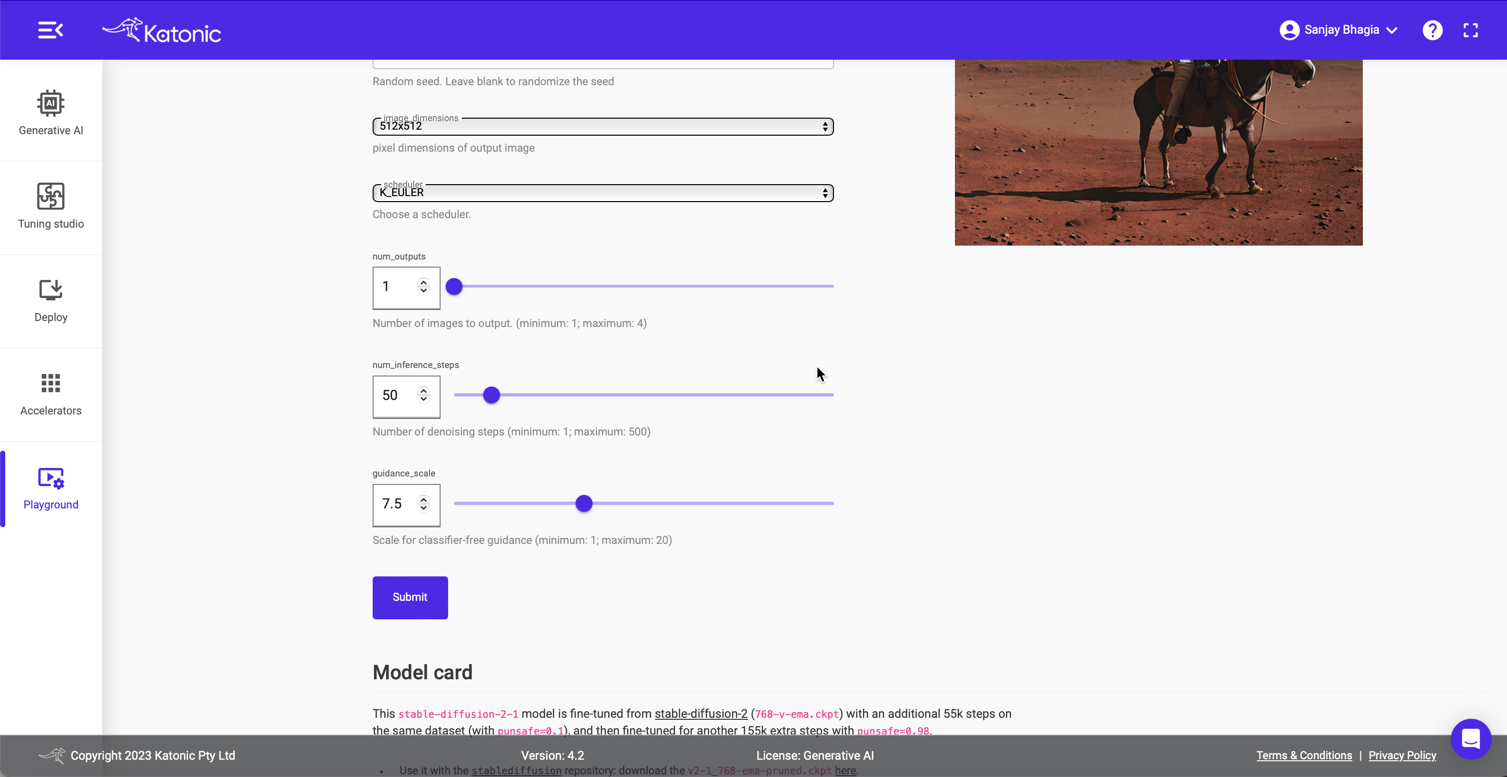 Katonic
Sanjay Bhagia
?
AI
Generative AI
Tuning studio
Deploy
Accelerators
Playground
Random seed. Leave blank to randomize the seed
image_dimensions
512x512
pixel dimensions of output image
scheduler
K_EULER
Choose a scheduler.
num_outputs
1
Number of images to output. (minimum: 1; maximum: 4)
num_inference_steps
50
Number of denoising steps (minimum: 1; maximum: 500)
guidance_scale
7.5
Scale for classifier-free guidance (minimum: 1; maximum: 20)
Submit
Model card
This stable-diffusion-2-1 model is fine-tuned from stable-diffusion-2 (768-v-ema.ckpt) with an additional 55k steps on
the same dataset (with punsafe=0.1), and then fine-tuned for another 155k extra steps with punsafe=0.98.
• Use it with the stablediffusion repository: download the v2-1_768-ema-pruned.ckpt here.
Copyright 2023 Katonic Pty Ltd
Version: 4.2
License: Generative AI
Terms & Conditions | Privacy Policy